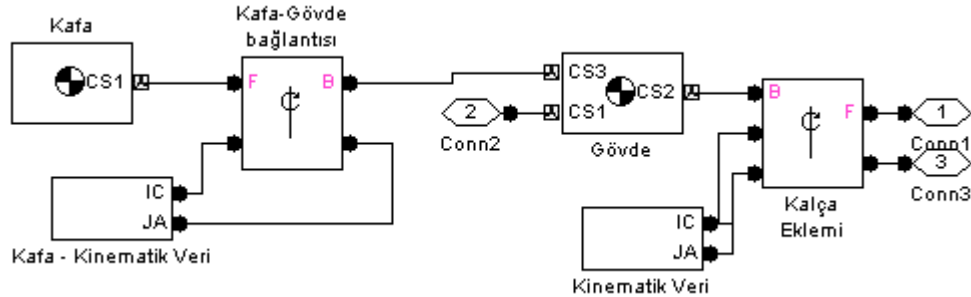 Kafa
CS1
Kafa-Gövde
bağlantısı
F
B
IC
JA
Kafa - Kinematik Veri
2
Conn2
CS3
CS1
CS2
Gövde
B
F
Kalça
Eklemi
1
Conn1
3
Conn3
IC
JA
Kinematik Veri